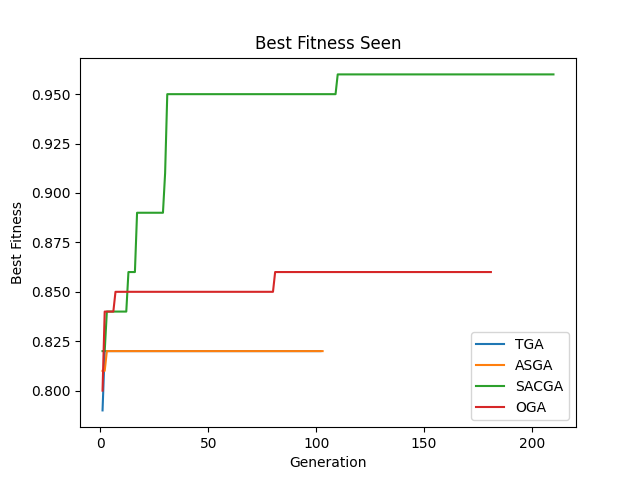 Best Fitness Seen
Best Fitness
0.950
0.925
0.900
0.875
0.850
0.825
0.800
0
50
100
150
200
Generation
TGA
ASGA
SACGA
OGA